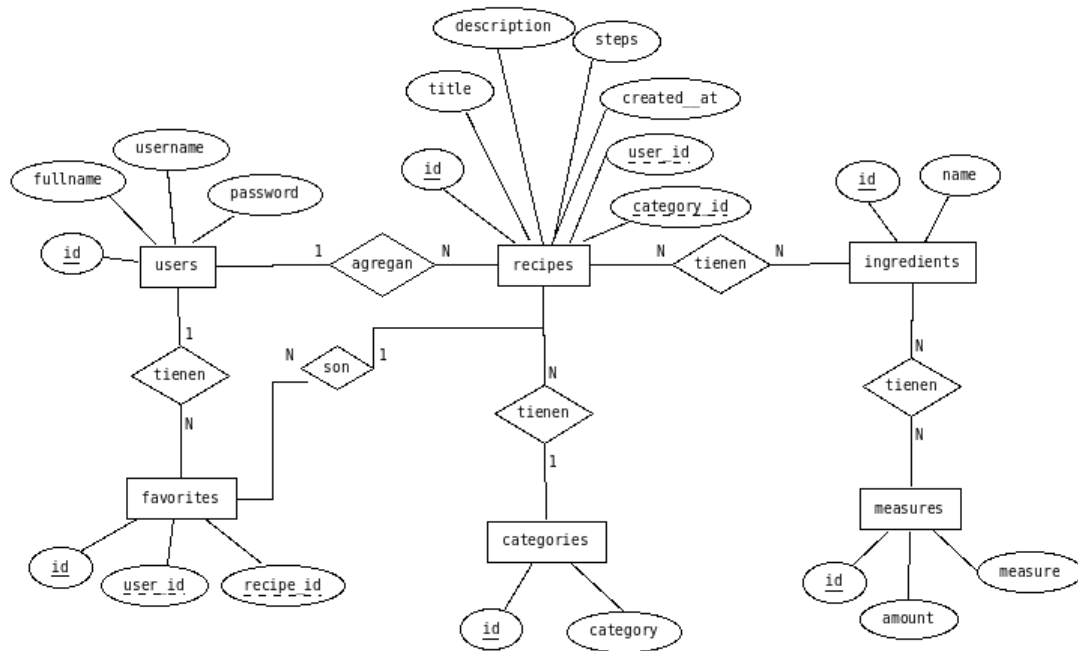 description
steps
title
created__at
username
user_id
fullname
password
id
id
name
category_id
id
users
1
agregan
N
recipes
N
tienen
N
ingredients
1
tienen
N
N
son
1
N
tienen
1
N
tienen
N
favorites
categories
measures
id
user_id
recipe_id
id
category
id
amount
measure